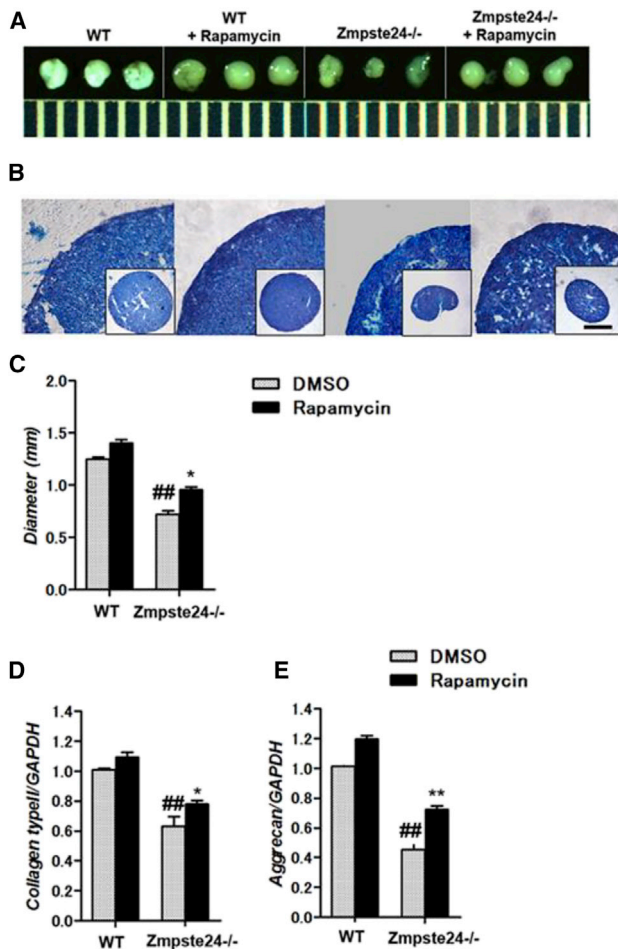 A
WT
WT
+ Rapamycin
Zmpste24-/-
Zmpste24-/-
+ Rapamycin
B
C
DMSO
Rapamycin
Diameter (mm)
2.0
1.5
1.0
0.5
0.0
##
*
WT
Zmpste24-/-
D
Collagen typeII/GAPDH
1.4
1.2
1.0
0.8
0.6
0.4
0.2
0.0
##
*
WT
Zmpste24-/-
E
DMSO
Rapamycin
Aggrecan/GAPDH
1.4
1.2
1.0
0.8
0.6
0.4
0.2
0.0
##
**
WT
Zmpste24-/-